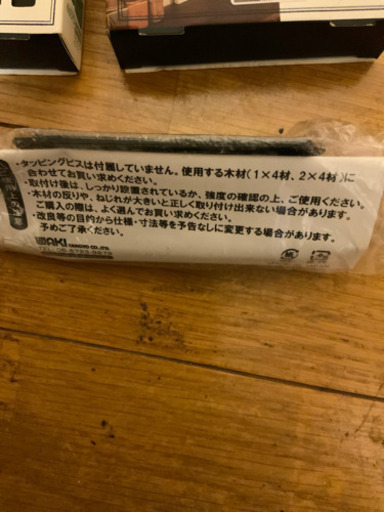 ・タッピングビスは付属していません。使用する木材(1×4材、2×4材)に
合わせてお買い求めください。
・取付け後は、しっかり設置されているか、強度の確認の上、ご使用ください。
・木材の反りや、ねじれが大きいと正しく取り付け出来ない場合があります。
ご購入の際は、よく選んでお買い求めください。
・改良等の目的から仕様・寸法等を予告なしに変更する場合があります。
予めご了承ください。
WAKI